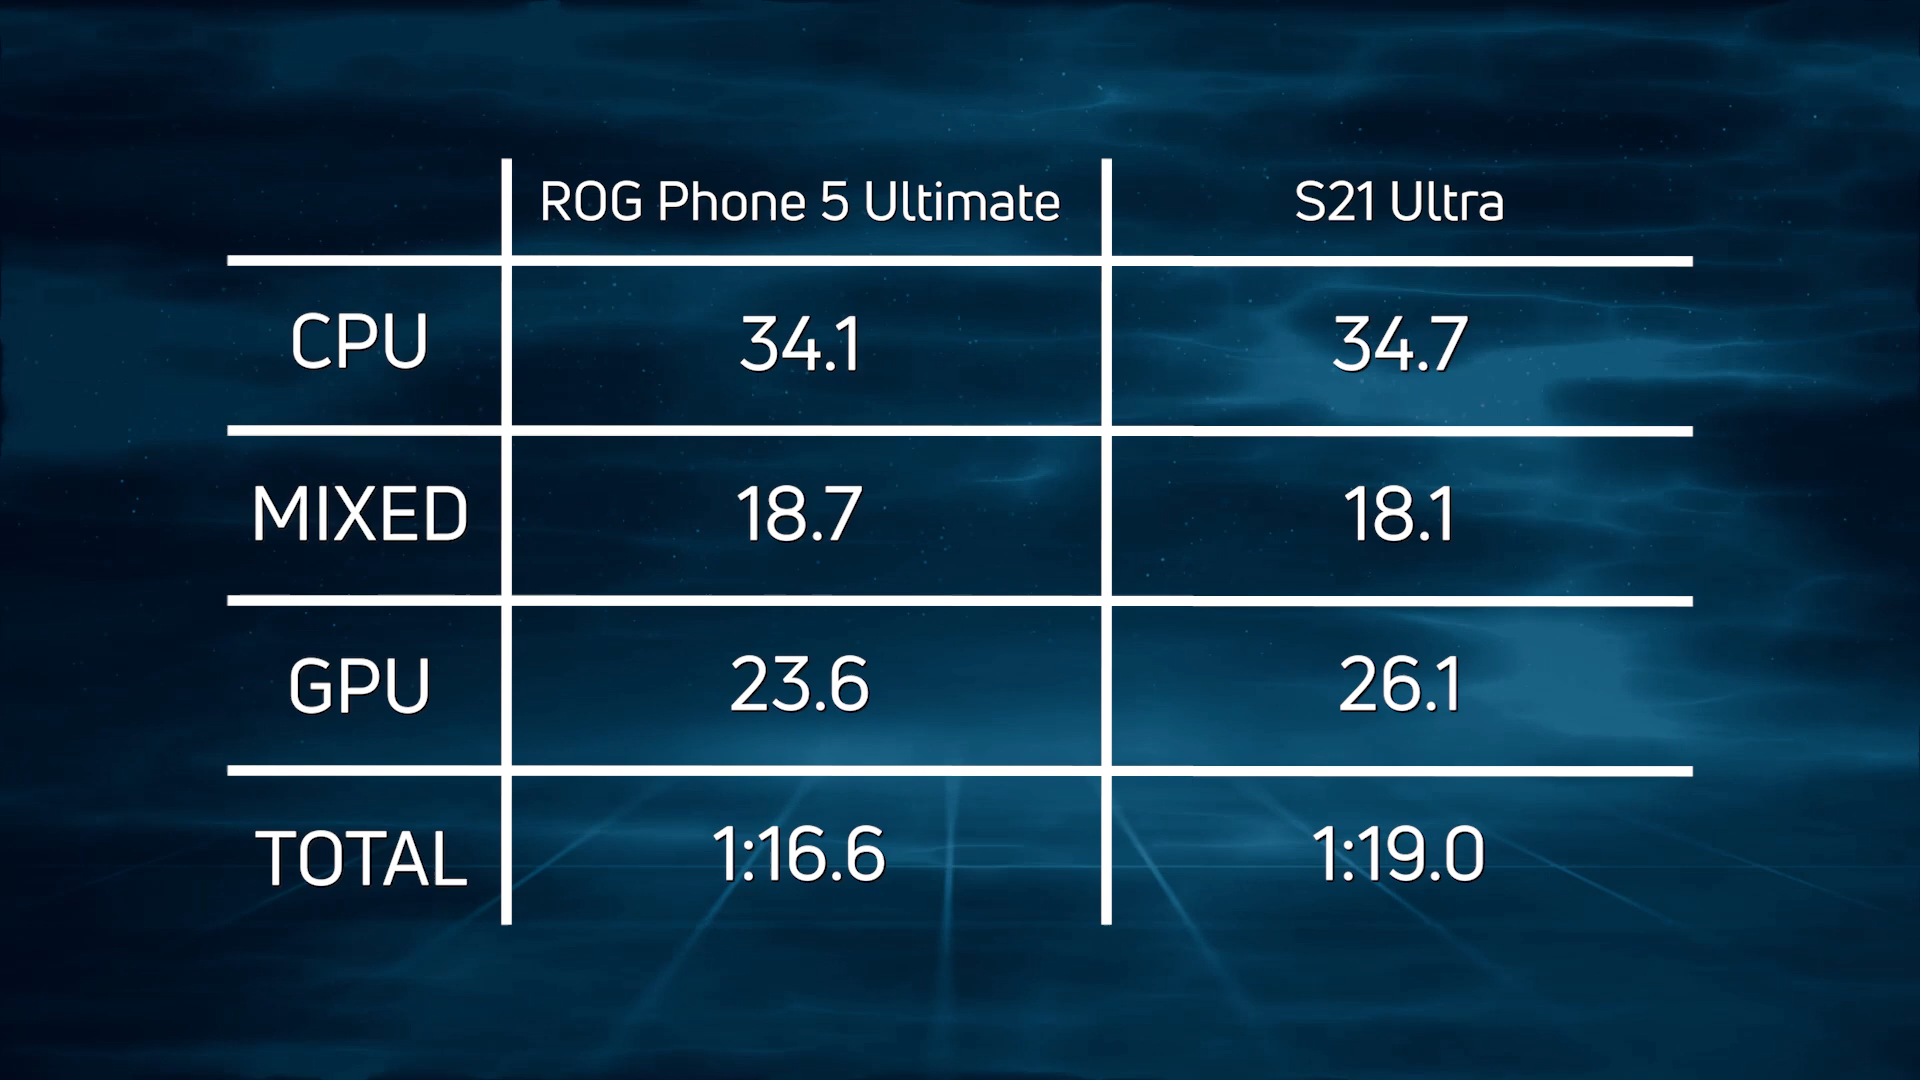 ROG Phone 5 Ultimate S21 Ultra
CPU 34.1 34.7
MIXED 18.7 18.1
GPU 23.6 26.1
TOTAL 1:16.6 1:19.0